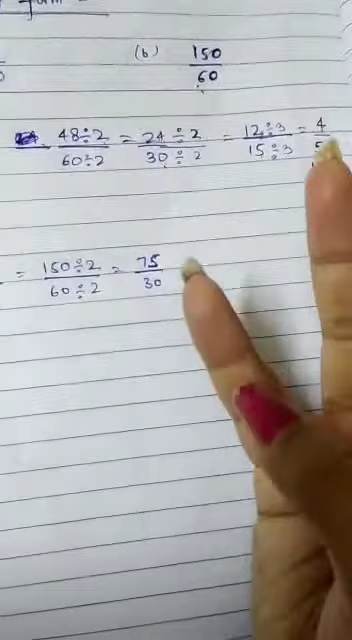 (b) 150/60
48÷2/60÷2 = 24÷2/30÷2 = 12÷3/15÷3 = 4/5
= 150÷2/60÷2 = 75/30